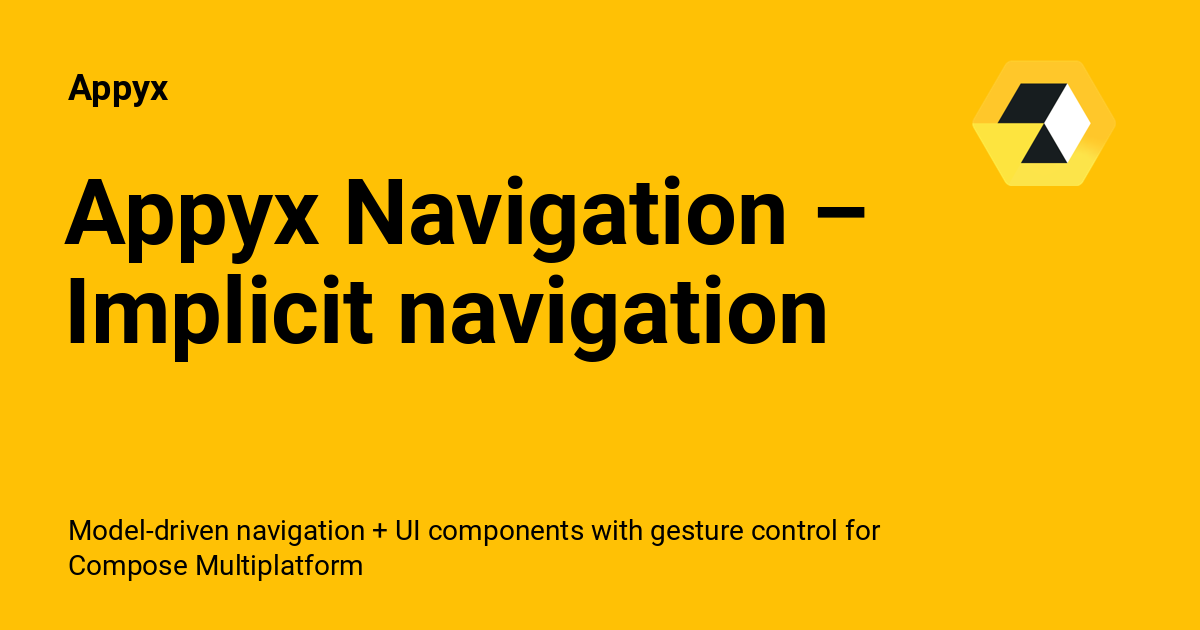 Appyx
Appyx Navigation –
Implicit navigation
Model-driven navigation + UI components with gesture control for
Compose Multiplatform